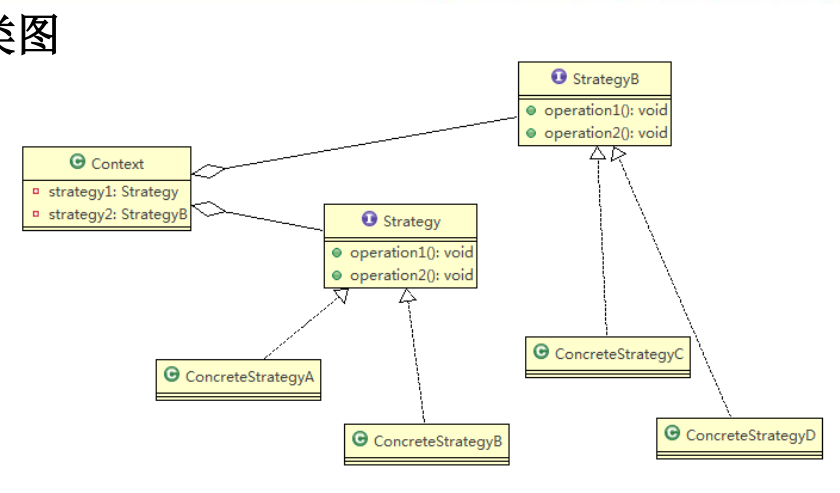 类图
StrategyB
operation1(): void
operation2(): void
Context
strategy1: Strategy
strategy2: StrategyB
Strategy
operation1(): void
operation2(): void
ConcreteStrategyC
ConcreteStrategyA
ConcreteStrategyD
ConcreteStrategyB